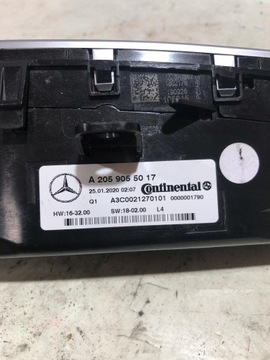 A 205 905 50 17
25.01.2020 02:07
Continental
Q1 A3C0021270101 0000001790
HW:16-32.00 SW:18-02.00 L4